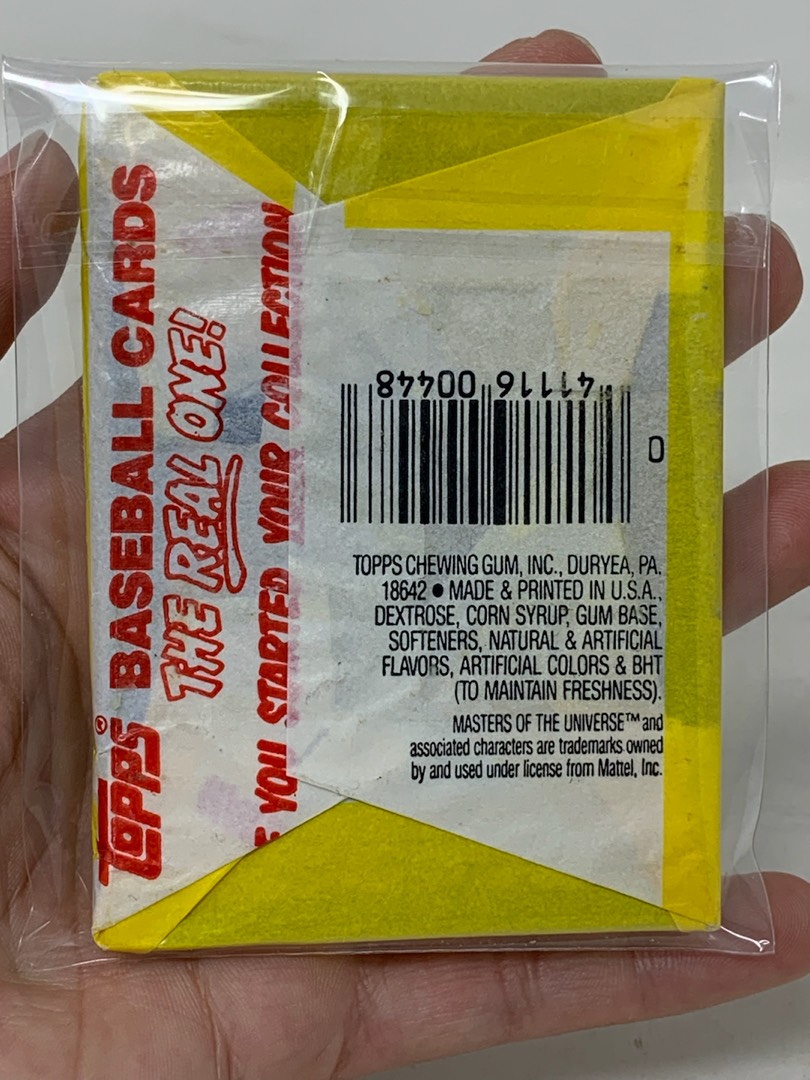 TOPPS® BASEBALL CARDS
THE REAL ONE!
YOU STARTED YOUR COLLECTION
0 41116 00448
TOPPS CHEWING GUM, INC., DURYEA, PA.
18642 ● MADE & PRINTED IN U.S.A.,
DEXTROSE, CORN SYRUP, GUM BASE,
SOFTENERS, NATURAL & ARTIFICIAL
FLAVORS, ARTIFICIAL COLORS & BHT
(TO MAINTAIN FRESHNESS).
MASTERS OF THE UNIVERSE™ and
associated characters are trademarks owned
by and used under license from Mattel, Inc.